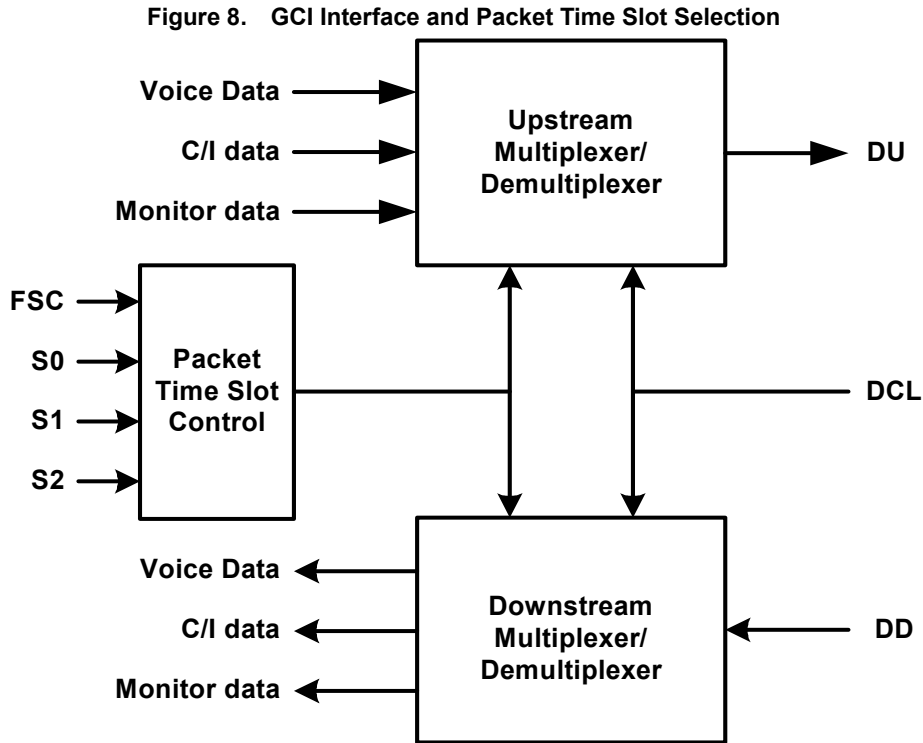 Figure 8. GCI Interface and Packet Time Slot Selection
Voice Data
C/I data
Monitor data
Upstream
Multiplexer/
Demultiplexer
DU
FSC
S0
S1
S2
Packet
Time Slot
Control
DCL
Voice Data
C/I data
Monitor data
Downstream
Multiplexer/
Demultiplexer
DD